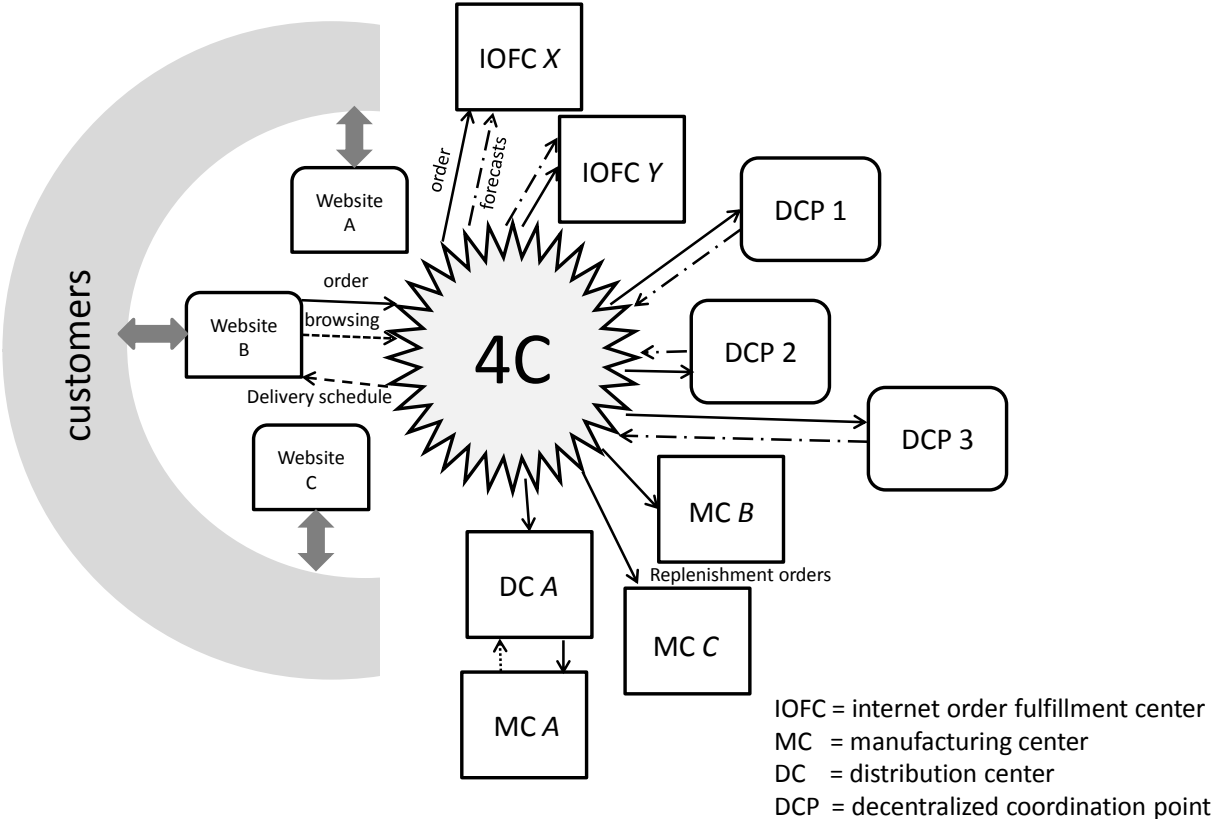 IOFC X
order
forecasts
IOFC Y
Website
A
DCP 1
customers
order
Website
B
browsing
4C
DCP 2
Delivery schedule
Website
C
DCP 3
MC B
Replenishment orders
DC A
MC C
MC A
IOFC = internet order fulfillment center
MC = manufacturing center
DC = distribution center
DCP = decentralized coordination point